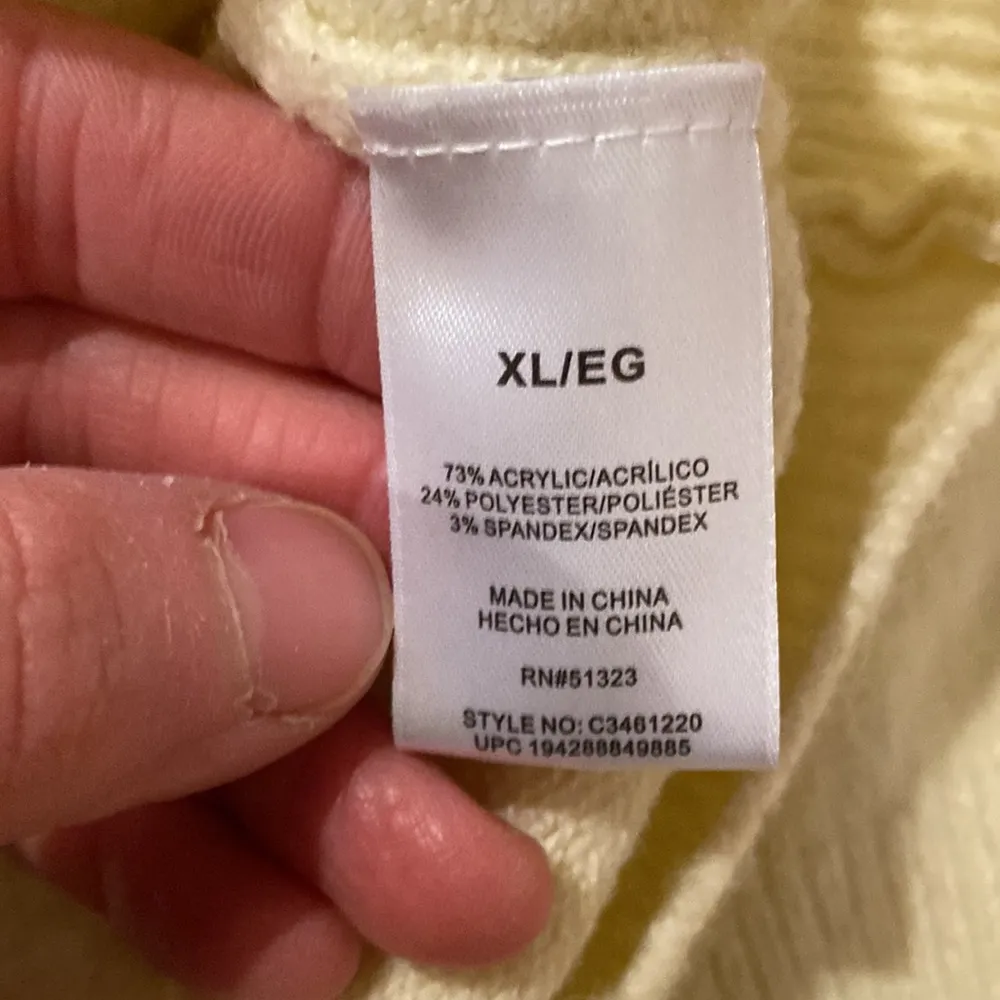 XL/EG
73% ACRYLIC/ACRÍLICO
24% POLYESTER/POLIÉSTER
3% SPANDEX/SPANDEX
MADE IN CHINA
HECHO EN CHINA
RN#51323
STYLE NO: C3461220
UPC 194288849885